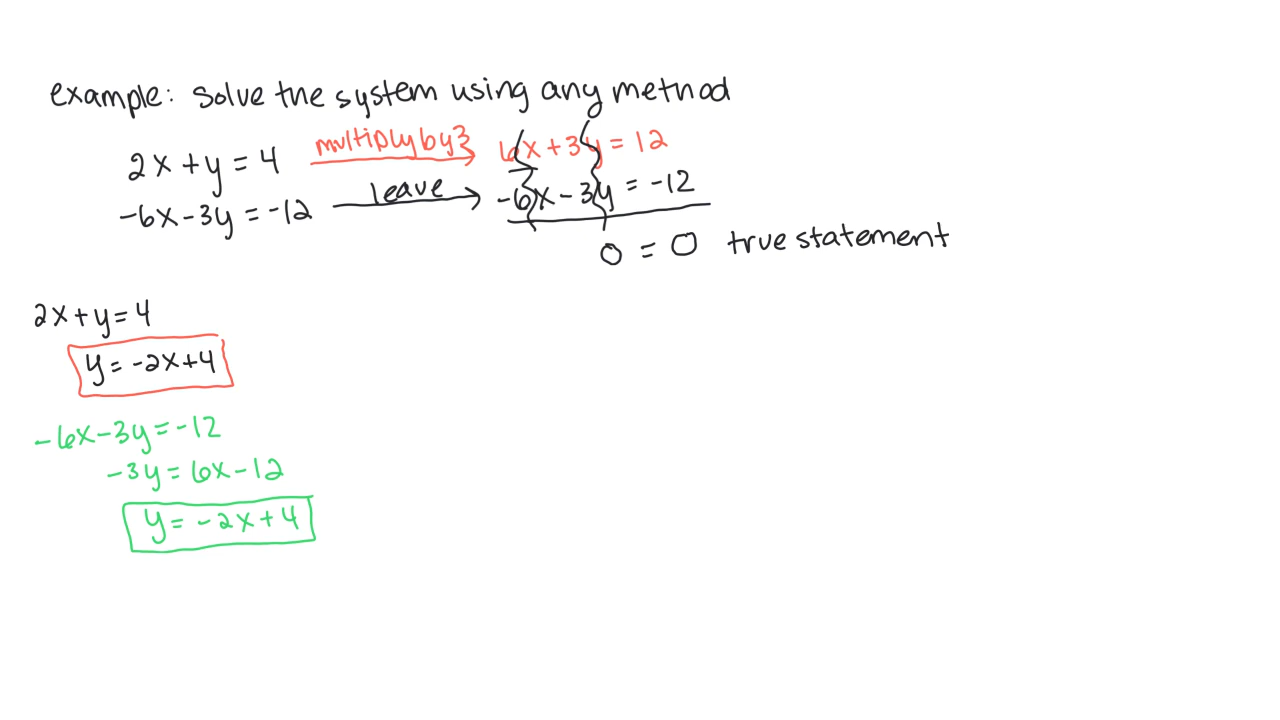 example: solve the system using any method
2x + y = 4 multiply by 3 6x + 3y = 12
-6x - 3y = -12 leave -6x - 3y = -12
0 = 0 true statement
2x + y = 4
y = -2x + 4
-6x - 3y = -12
-3y = 6x - 12
y = -2x + 4